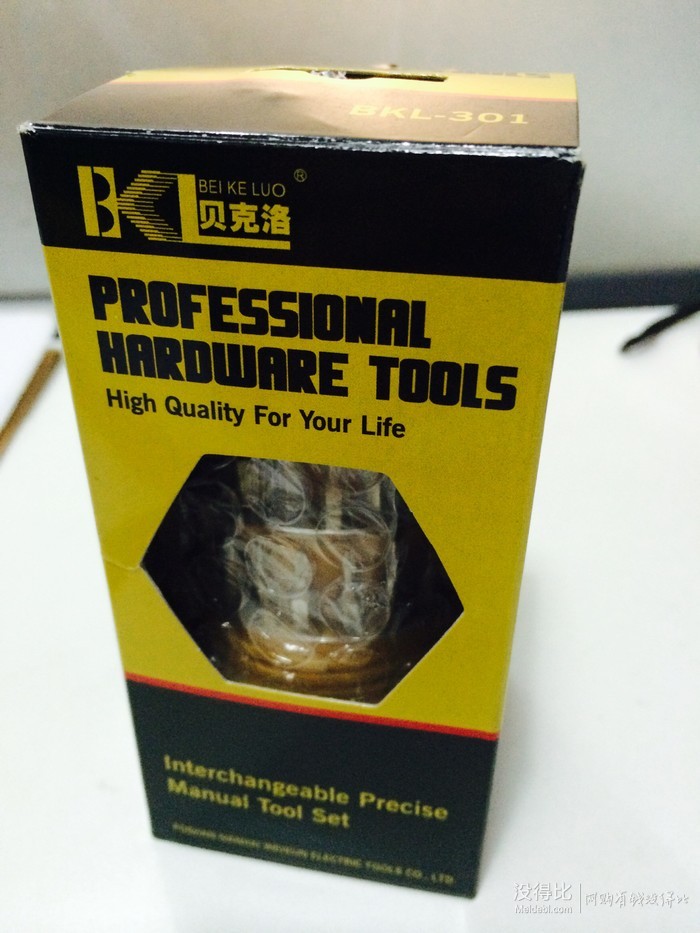 BKL-301
BKL BEI KE LUO ®
贝克洛
PROFESSIONAL
HARDWARE TOOLS
High Quality For Your Life
Interchangeable Precise
Manual Tool Set
ELECTRIC TOOLS CO., LTD
没得比
Meidebi.com